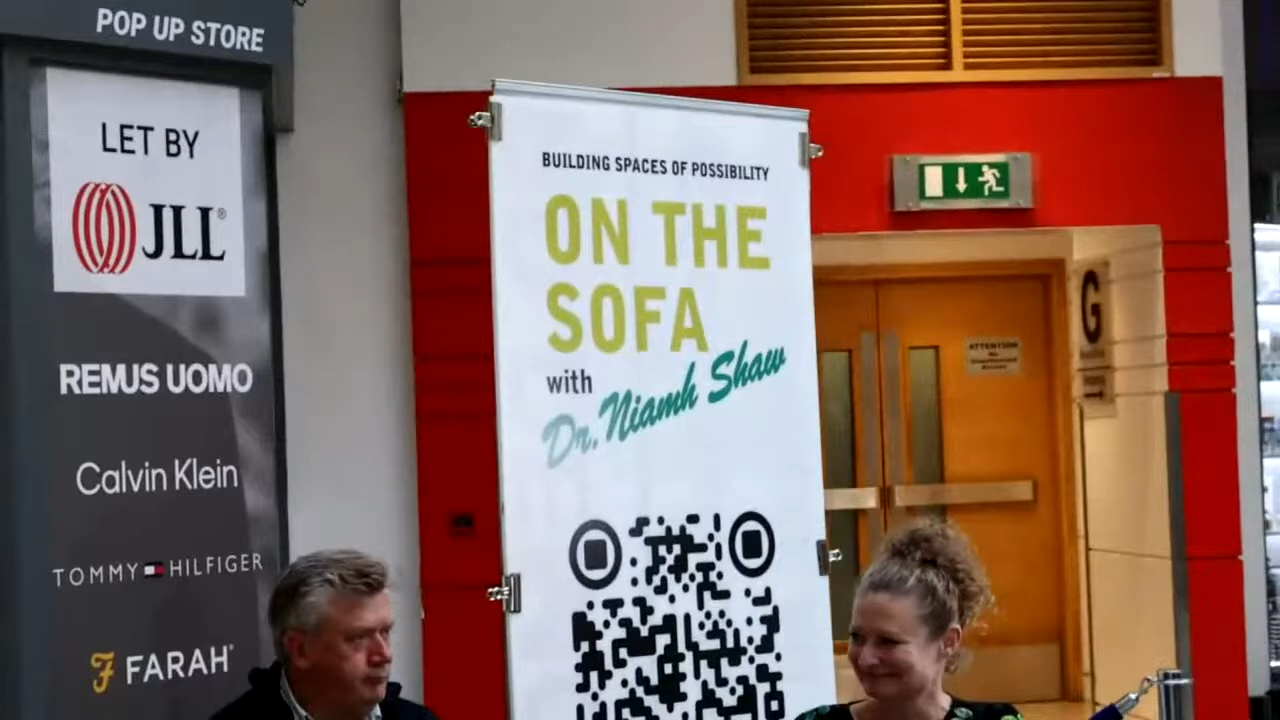 POP UP STORE
LET BY
JLL®
REMUS UOMO
Calvin Klein
TOMMY HILFIGER
FARAH®
BUILDING SPACES OF POSSIBILITY
ON THE
SOFA
with
Dr. Niamh Shaw
G
ATTENTION